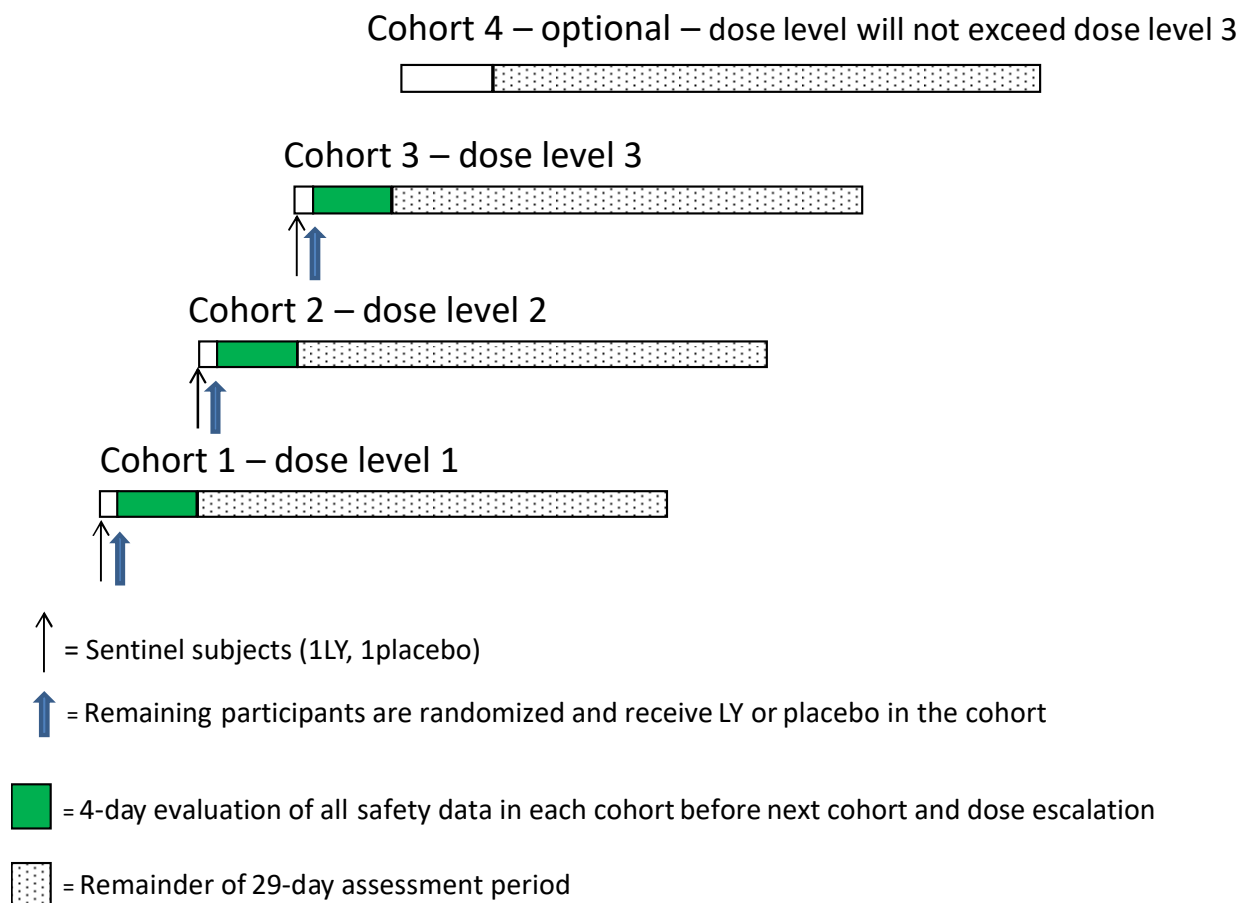 Cohort 4 – optional – dose level will not exceed dose level 3
Cohort 3 – dose level 3
Cohort 2 – dose level 2
Cohort 1 – dose level 1
= Sentinel subjects (1LY, 1placebo)
= Remaining participants are randomized and receive LY or placebo in the cohort
= 4-day evaluation of all safety data in each cohort before next cohort and dose escalation
= Remainder of 29-day assessment period